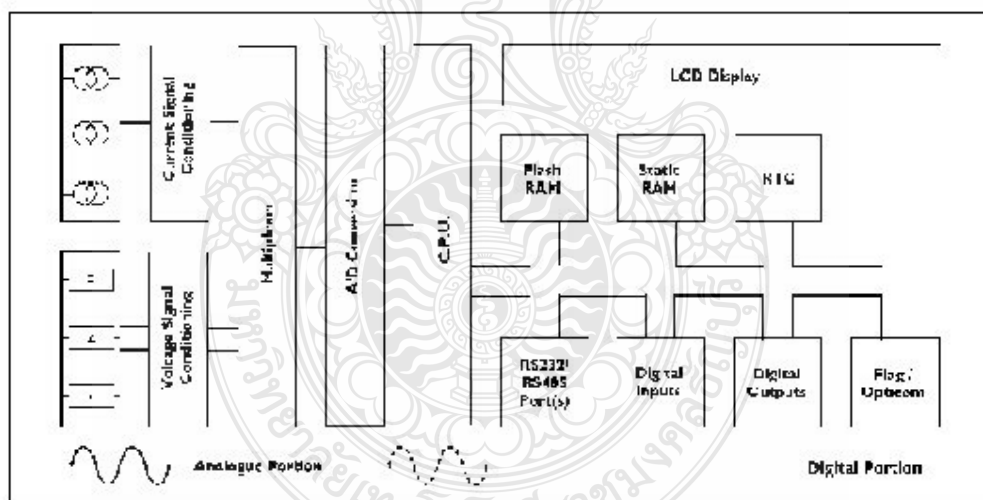 LCD Display
Current Signal
Conditioning
Flash
RAM
Static
RAM
RTC
Multiplexer
A/D Conversion
C.P.U.
Voltage Signal
Conditioning
RS232/
RS485
Port(s)
Digital
Inputs
Digital
Outputs
Flag /
Opticom
Analogue Portion
Digital Portion